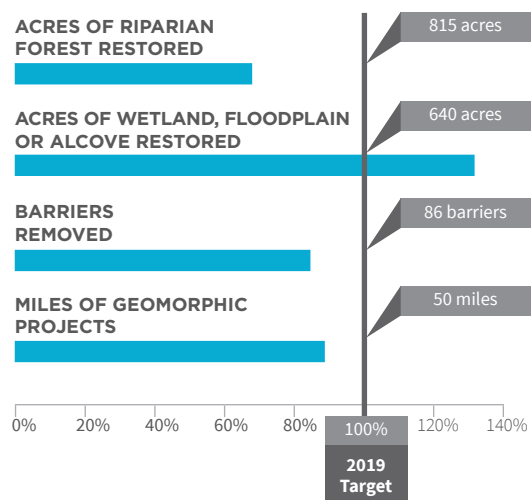 ACRES OF RIPARIAN
FOREST RESTORED
815 acres
ACRES OF WETLAND, FLOODPLAIN
OR ALCOVE RESTORED
640 acres
BARRIERS
REMOVED
86 barriers
MILES OF GEOMORPHIC
PROJECTS
50 miles
0% 20% 40% 60% 80% 100% 120% 140%
2019
Target